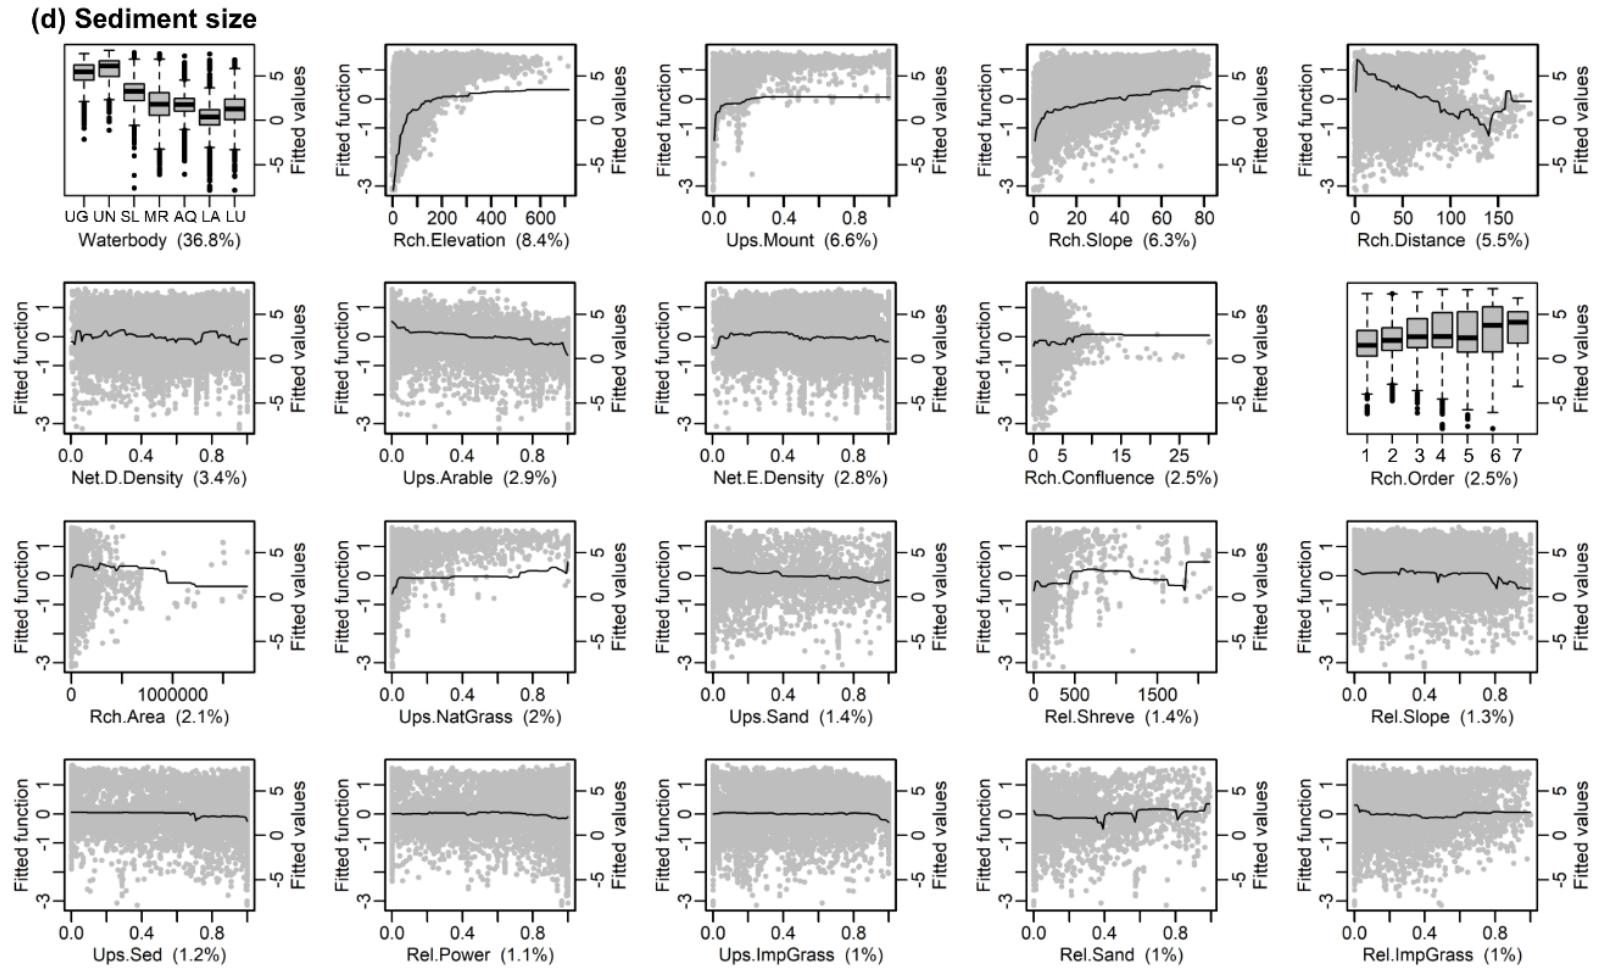 (d) Sediment size
Fitted function
1
0
-1
-3
Fitted values
5
0
-5
UG UN SL MR AQ LA LU
Waterbody (36.8%)
0 200 400 600
Rch.Elevation (8.4%)
0.0 0.4 0.8
Ups.Mount (6.6%)
0 20 40 60 80
Rch.Slope (6.3%)
0 50 100 150
Rch.Distance (5.5%)
0.0 0.4 0.8
Net.D.Density (3.4%)
0.0 0.4 0.8
Ups.Arable (2.9%)
0.0 0.4 0.8
Net.E.Density (2.8%)
0 5 15 25
Rch.Confluence (2.5%)
1 2 3 4 5 6 7
Rch.Order (2.5%)
0 1000000
Rch.Area (2.1%)
0.0 0.4 0.8
Ups.NatGrass (2%)
0.0 0.4 0.8
Ups.Sand (1.4%)
0 500 1500
Rel.Shreve (1.4%)
0.0 0.4 0.8
Rel.Slope (1.3%)
0.0 0.4 0.8
Ups.Sed (1.2%)
0.0 0.4 0.8
Rel.Power (1.1%)
0.0 0.4 0.8
Ups.ImpGrass (1%)
0.0 0.4 0.8
Rel.Sand (1%)
0.0 0.4 0.8
Rel.ImpGrass (1%)